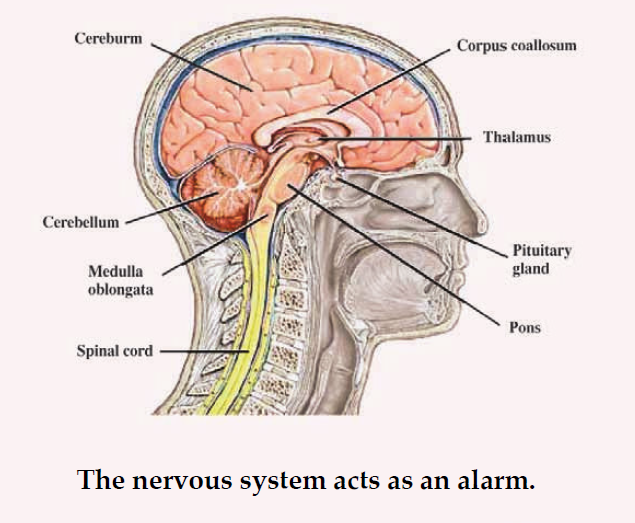 Cereburm
Corpus coallosum
Thalamus
Cerebellum
Pituitary
gland
Medulla
oblongata
Pons
Spinal cord
The nervous system acts as an alarm.